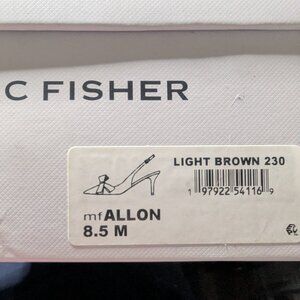 C FISHER
LIGHT BROWN 230
1 97922 54116 9
mfALLON
8.5 M